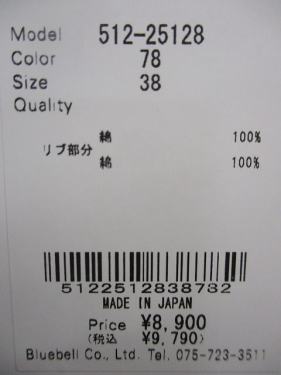 Model 512-25128
Color 78
Size 38
Quality
綿 100%
リブ部分
綿 100%
5122512838782
MADE IN JAPAN
Price ¥8,900
(税込 ¥9,790)
Bluebell Co., Ltd. Tel. 075-723-3511